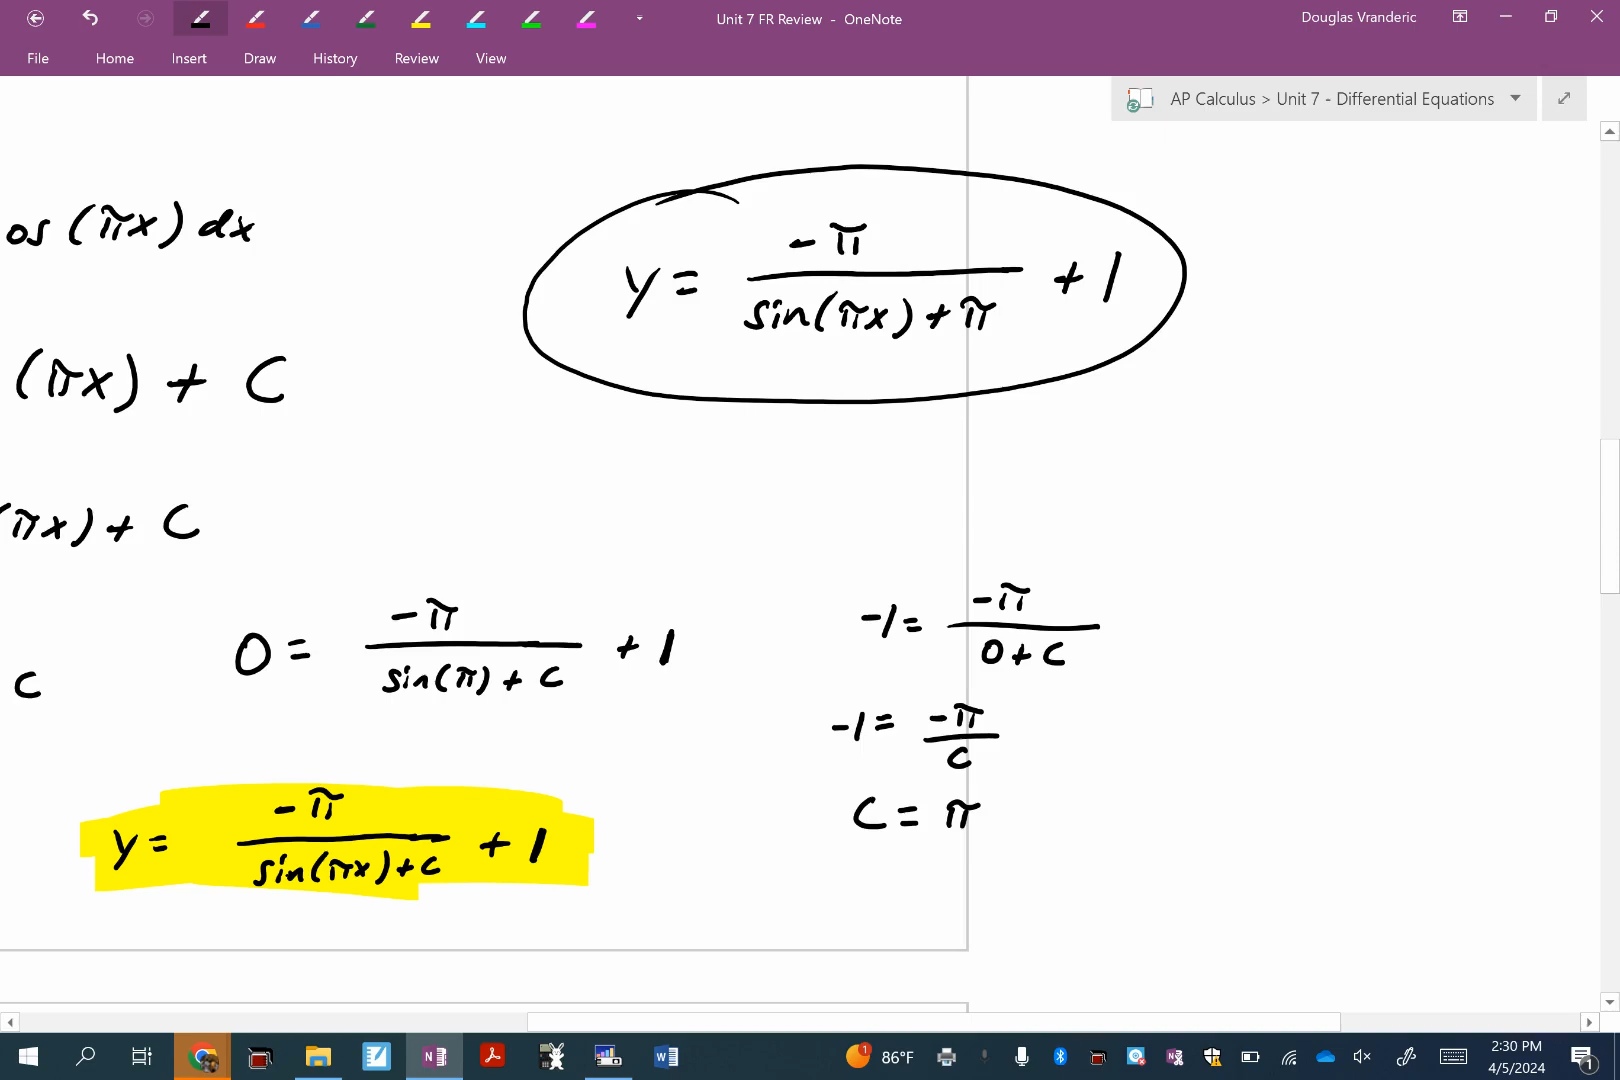 Unit 7 FR Review - OneNote
Douglas Vranderic
File Home Insert Draw History Review View
AP Calculus > Unit 7 - Differential Equations
os (πx) dx
y = -π / (sin(πx) + π) + 1
(πx) + C
(πx) + C
0 = -π / (sin(π) + C) + 1
-1 = -π / (0 + C)
C
-1 = -π / C
C = π
y = -π / (sin(πx) + C) + 1
1
86°F
2:30 PM
4/5/2024
1